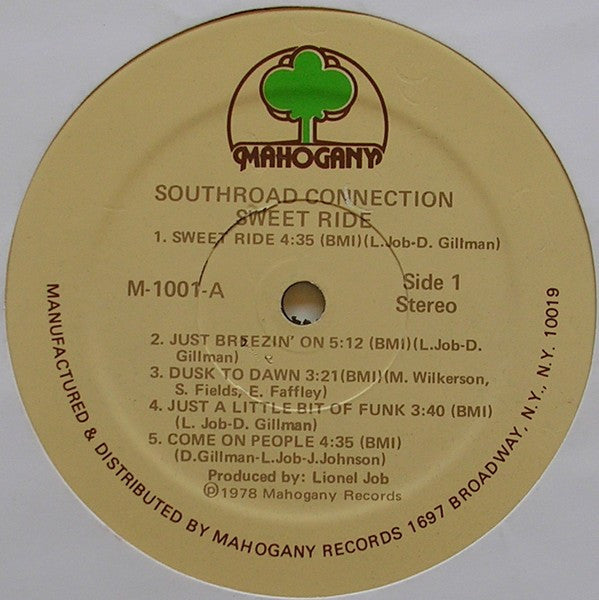 MAHOGANY
SOUTHROAD CONNECTION
SWEET RIDE
1. SWEET RIDE 4:35 (BMI)(L.Job-D. Gillman)
M-1001-A
Side 1
Stereo
2. JUST BREEZIN' ON 5:12 (BMI)(L.Job-D.
Gillman)
3. DUSK TO DAWN 3:21(BMI)(M. Wilkerson,
S. Fields, E. Faffley)
4. JUST A LITTLE BIT OF FUNK 3:40 (BMI)
(L. Job-D. Gillman)
5. COME ON PEOPLE 4:35 (BMI)
(D.Gillman-L.Job-J.Johnson)
Produced by: Lionel Job
℗1978 Mahogany Records
MANUFACTURED & DISTRIBUTED BY MAHOGANY RECORDS 1697 BROADWAY, N.Y., N.Y. 10019